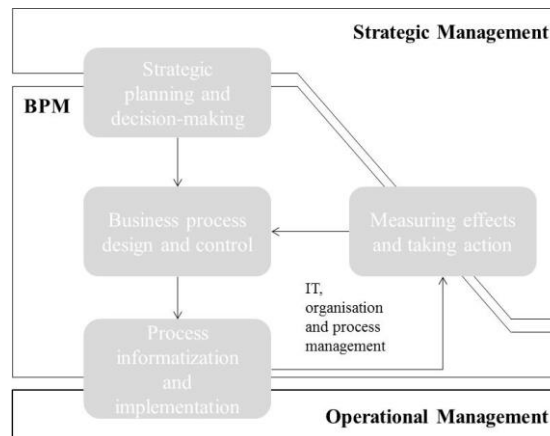 Strategic Management
Strategic
planning and
decision-making
BPM
Business process
design and control
Measuring effects
and taking action
IT,
organisation
and process
management
Process
informatization
and
implementation
Operational Management